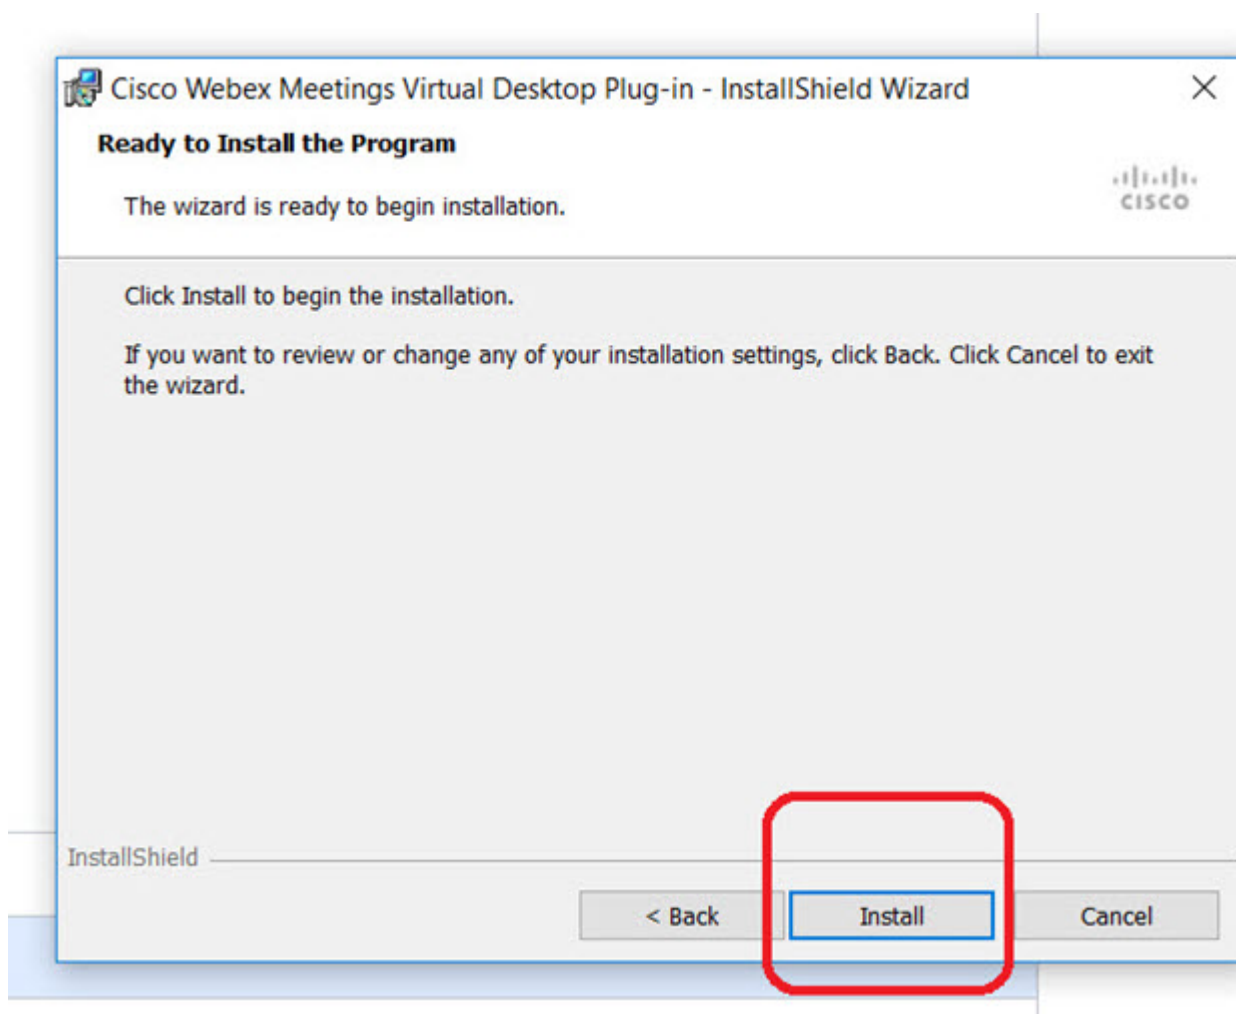 Cisco Webex Meetings Virtual Desktop Plug-in - InstallShield Wizard
Ready to Install the Program
The wizard is ready to begin installation.
CISCO
Click Install to begin the installation.
If you want to review or change any of your installation settings, click Back. Click Cancel to exit
the wizard.
InstallShield
< Back
Install
Cancel